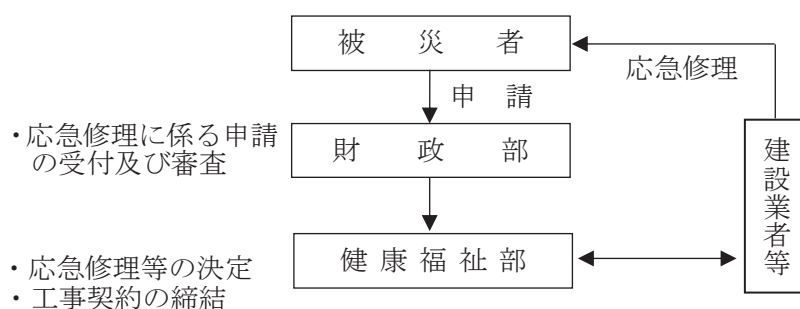 被災者
応急修理
申請
・応急修理に係る申請
の受付及び審査
財政部
建設業者等
・応急修理等の決定
・工事契約の締結
健康福祉部